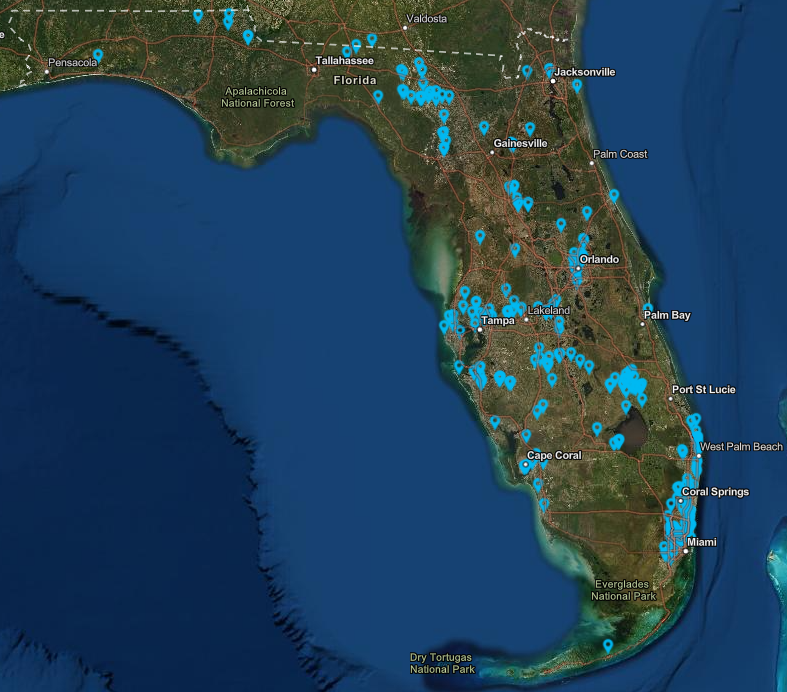 Valdosta
e
Pensacola
Tallahassee
Jacksonville
Florida
Apalachicola
National Forest
Gainesville
Palm Coast
Orlando
Lakeland
Palm Bay
Tampa
Port St Lucie
West Palm Beach
Cape Coral
Coral Springs
Miami
Everglades
National Park
Dry Tortugas
National Park